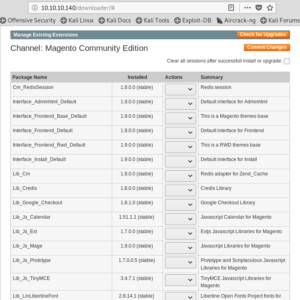 10.10.10.140/downloader/#
Offensive Security Kali Linux Kali Docs Kali Tools Exploit-DB Aircrack-ng
Manage Existing Extensions Check for Upgrades
Channel: Magento Community Edition Commit Changes
Clear all sessions after successfull install or upgrade:
Package Name Installed Actions Summary
Cm_RedisSession 1.9.0.0 (stable) Redis session
Interface_Adminhtml_Default 1.9.0.0 (stable) Default interface for Adminhtml
Interface_Frontend_Base_Default 1.9.0.0 (stable) This is a Magento themes base
Interface_Frontend_Default 1.9.0.0 (stable) Default interface for Frontend
Interface_Frontend_Rwd_Default 1.9.0.0 (stable) This is a RWD themes base
Interface_Install_Default 1.9.0.0 (stable) Default interface for Install
Lib_Cm 1.9.0.0 (stable) Redis adapter for Zend_Cache
Lib_Credis 1.9.0.0 (stable) Credis Library
Lib_Google_Checkout 1.9.0.0 (stable) Google Checkout Library
Lib_Js_Calendar 1.51.1.1 (stable) Javascript Calendar for Magento
Lib_Js_Ext 1.7.0.0 (stable) Extjs Javascript Libraries for Magento
Lib_Js_Mage 1.9.0.0 (stable) Javascript Libraries for Magento
Lib_Js_Prototype 1.7.0.0.5 (stable) Prototype and Scriptaculous Javascript
Libraries for Magento
Lib_Js_TinyMCE 3.4.7.1 (stable) TinyMCE Javascript Libraries for
Magento
Lib_LinLibertineFont 2.8.14.1 (stable) Libertine Open Fonts Project fonts for